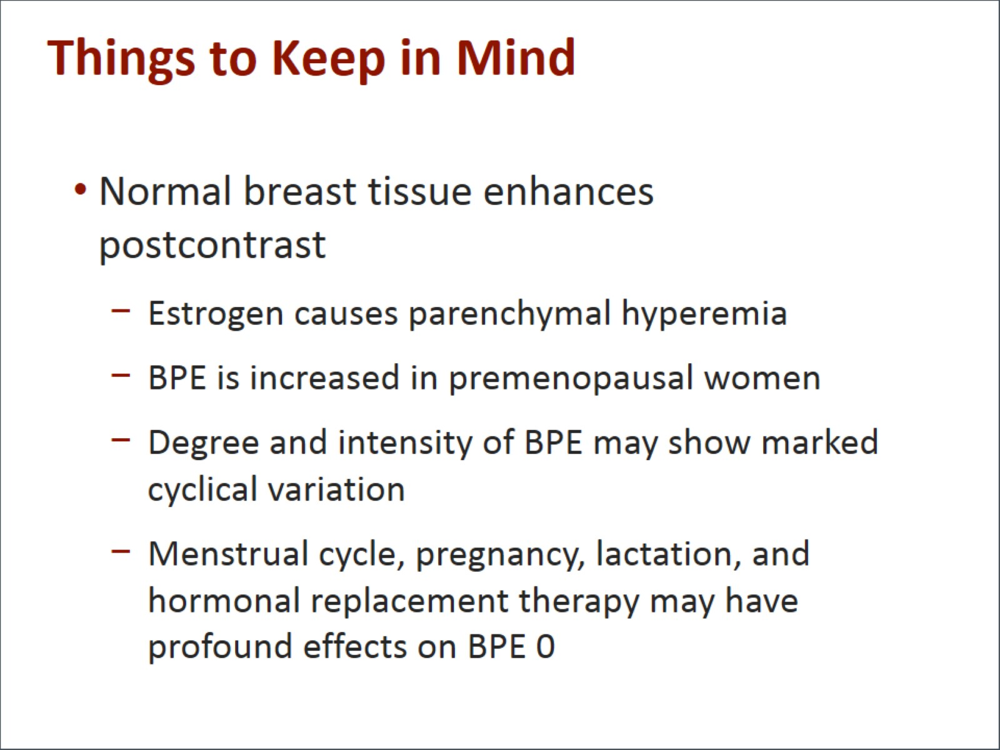 Things to Keep in Mind
• Normal breast tissue enhances
postcontrast
– Estrogen causes parenchymal hyperemia
– BPE is increased in premenopausal women
– Degree and intensity of BPE may show marked
cyclical variation
– Menstrual cycle, pregnancy, lactation, and
hormonal replacement therapy may have
profound effects on BPE 0